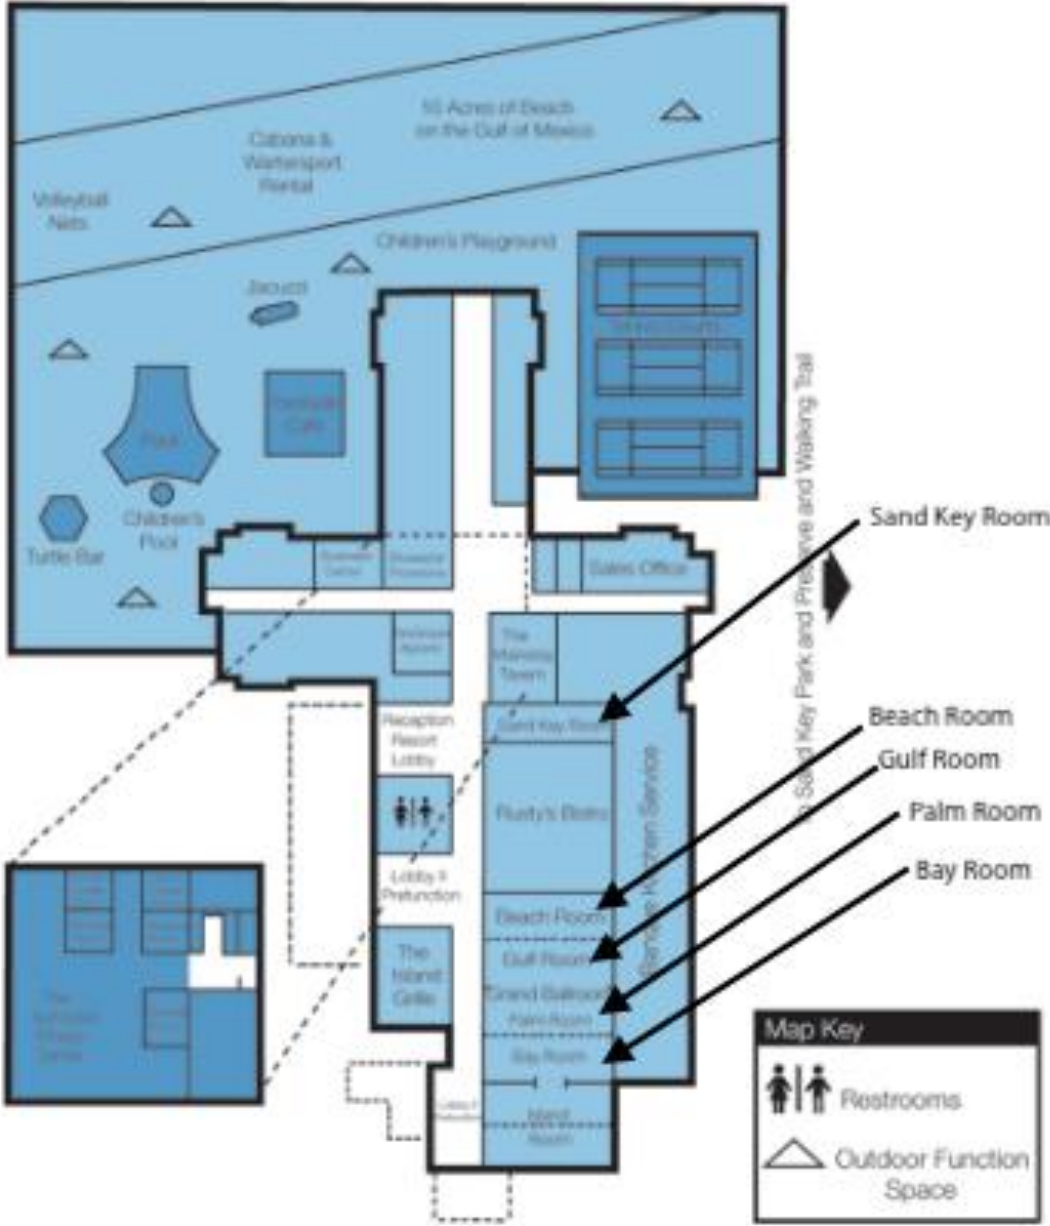 55 Acres of Beach
on the Gulf of Mexico
Cabana &
Watersport
Rental
Volleyball
Nets
Children's Playground
Jacuzzi
Pool
Cafe
Children's
Pool
Turtle Bar
Sales Office
The
Tavern
Sand Key Room
Reception
Resort
Lobby
Rusty's Bistro
Banquet Kitchen Service
Lobby II
Prefunction
Beach Room
The
Island
Grille
Gulf Room
Grand Ballroom
Palm Room
Bay Room
Island
Room
Sand Key Park and Preserve and Walking Trail
Sand Key Room
Beach Room
Gulf Room
Palm Room
Bay Room
Map Key
Restrooms
Outdoor Function
Space